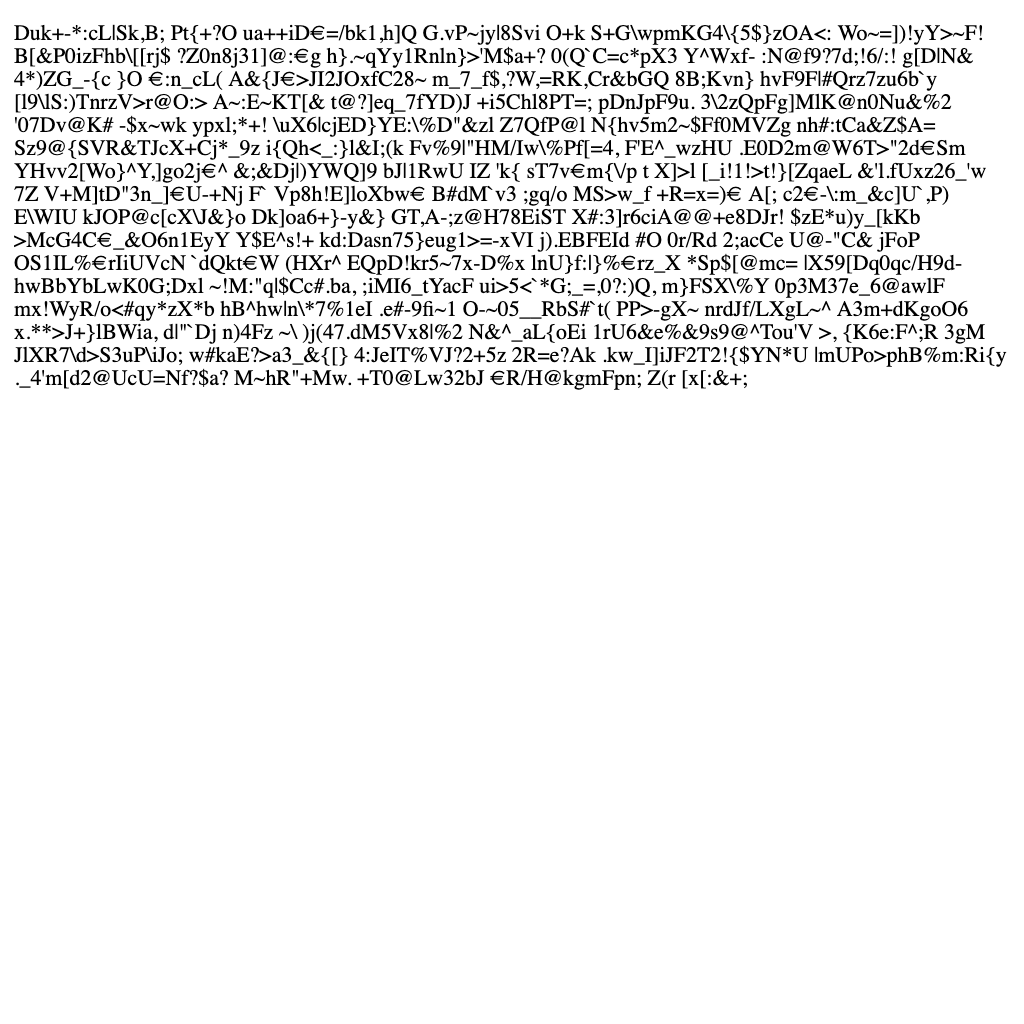 Duk+-*:cL|Sk,B; Pt{+?O ua++iD€=/bk1,h]Q G.vP~jy|8Svi O+k S+G\wpmKG4\{5$}zOA<: Wo~=])!yY>~F!
B[&P0izFhb\[[rj$ ?Z0n8j31]@:€g h}.~qYy1Rnln}>'M$a+? 0(Q`C=c*pX3 Y^Wxf- :N@f9?7d;!6/:! g[D|N&
4*)ZG_-{c }O €:n_cL( A&{J€>JI2JOxfC28~ m_7_f$,?W,=RK,Cr&bGQ 8B;Kvn} hvF9F|#Qrz7zu6b`y
[l9\lS:)TnrzV>r@O:> A~:E~KT[& t@?]eq_7fYD)J +i5Chl8PT=; pDnJpF9u. 3\2zQpFg]MlK@n0Nu&%2
'07Dv@K# -$x~wk ypxl;*+! \uX6lcjED}YE:\%D"&zl Z7QfP@l N{hv5m2~$Ff0MVZg nh#:tCa&Z$A=
Sz9@{SVR&TJcX+Cj*_9z i{Qh<_:}l&I;(k Fv%9l"HM/Iw\%Pf[=4, F'E^_wzHU .E0D2m@W6T>"2d€Sm
YHvv2[Wo}^Y,]go2j€^ &;&Dj|)YWQ]9 bJ|1RwU IZ 'k{ sT7v€m{\/p t X]>l [_i!1!>t!}[ZqaeL &'l.fUxz26_'w
7Z V+M]tD"3n_]€U-+Nj F` Vp8h!E]loXbw€ B#dM`v3 ;gq/o MS>w_f +R=x=)€ A[; c2€-\:m_&c]U`,P)
E\WIU kJOP@c[cX\J&}o Dk]oa6+}-y&} GT,A-;z@H78EiST X#:3]r6ciA@@+e8DJr! $zE*u)y_[kKb
>McG4C€_&O6n1EyY Y$E^s!+ kd:Dasn75}eug1>=-xVI j).EBFEId #O 0r/Rd 2;acCe U@-"C& jFoP
OS1IL%€rIiUVcN `dQkt€W (HXr^ EQpD!kr5~7x-D%x lnU}f:|}%€rz_X *Sp$[@mc= |X59[Dq0qc/H9d-
hwBbYbLwK0G;Dxl ~!M:"q|$Cc#.ba, ;iMI6_tYacF ui>5<`*G;_=,0?:)Q, m}FSX\%Y 0p3M37e_6@awlF
mx!WyR/o<#qy*zX*b hB^hw|n\*7%1eI .e#-9fi~1 O-~05__RbS#`t( PP>-gX~ nrdJf/LXgL~^ A3m+dKgoO6
x.**>J+}lBWia, d|"`Dj n)4Fz ~\ )j(47.dM5Vx8|%2 N&^_aL{oEi 1rU6&e%&9s9@^Tou'V >, {K6e:F^;R 3gM
JlXR7\d>S3uP\iJo; w#kaE?>a3_&{[} 4:JeIT%VJ?2+5z 2R=e?Ak .kw_I]iJF2T2!{$YN*U |mUPo>phB%m:Ri{y
._4'm[d2@UcU=Nf?$a? M~hR"+Mw. +T0@Lw32bJ €R/H@kgmFpn; Z(r [x[:&+;